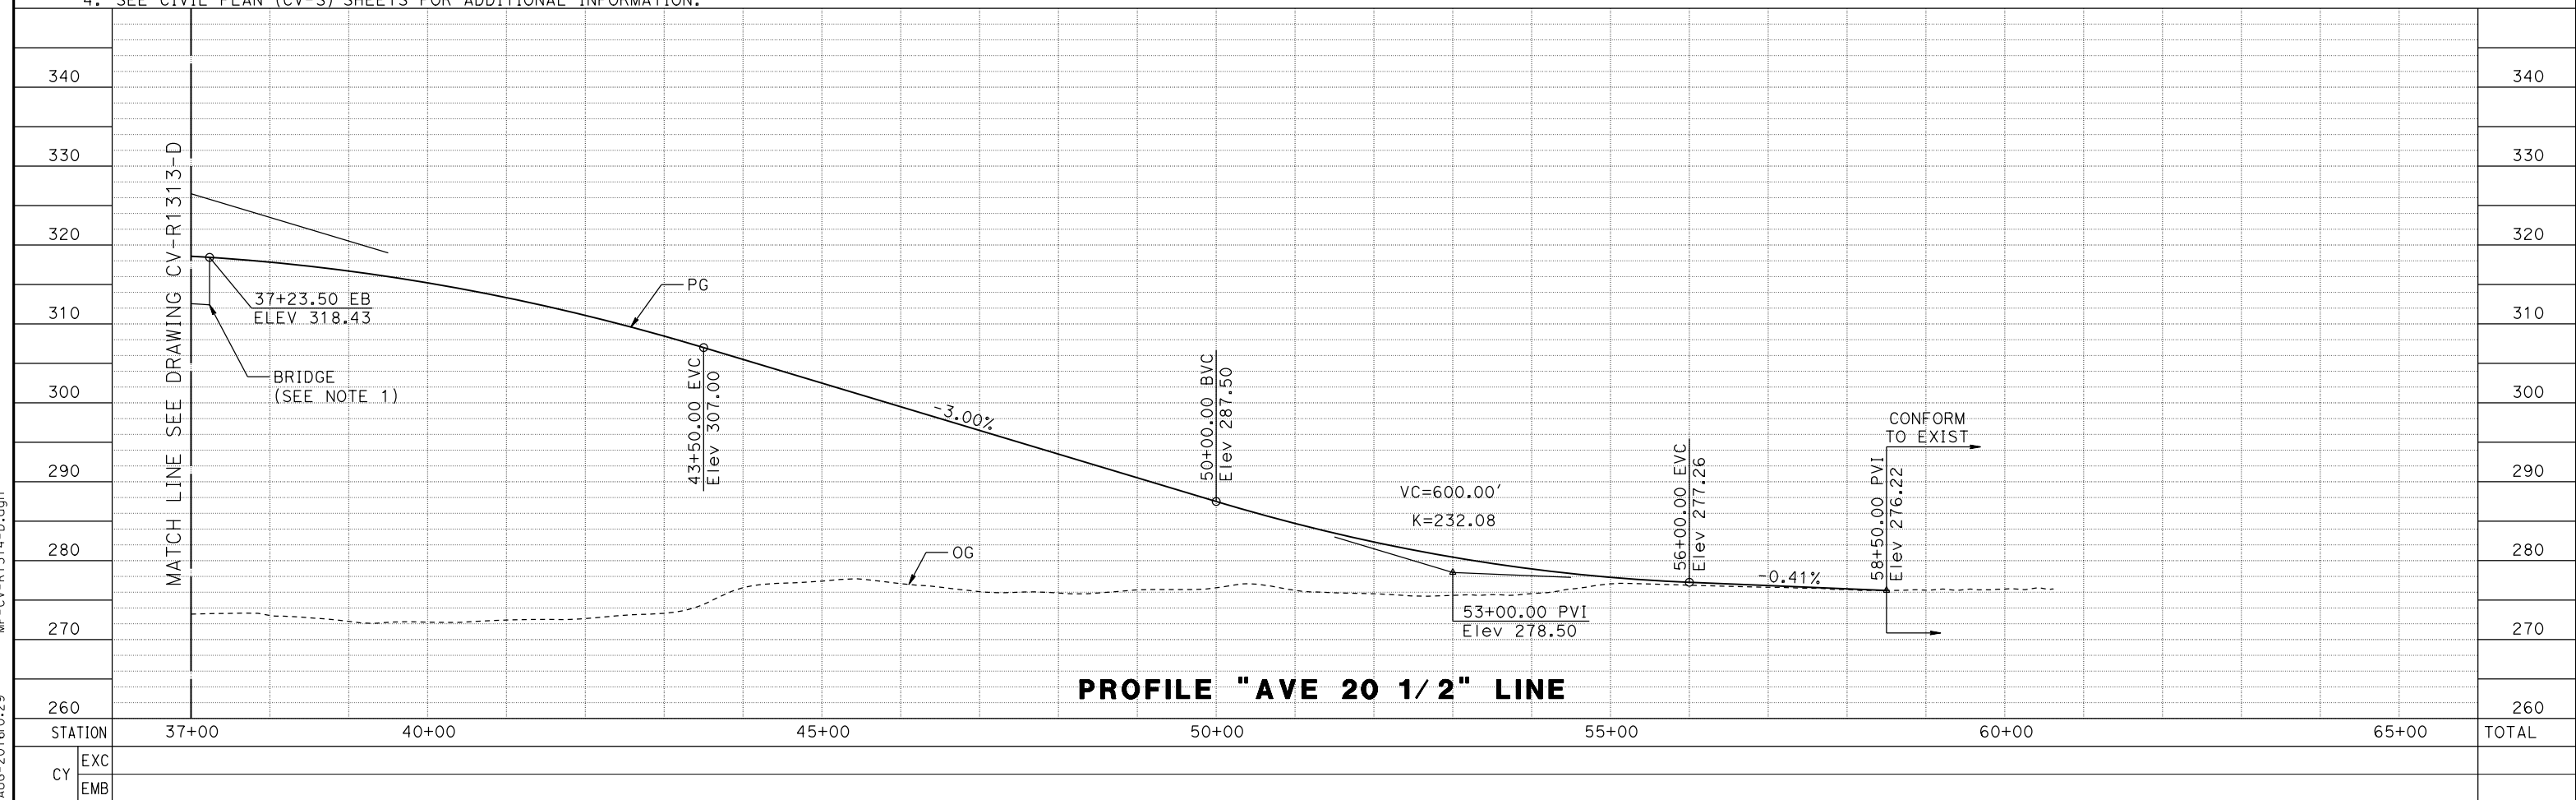 4. SEE CIVIL PLAN (CV-S) SHEETS FOR ADDITIONAL INFORMATION.
340
330
320
310
300
290
280
270
260
MATCH LINE SEE DRAWING CV-R1313-D
37+23.50 EB
ELEV 318.43
BRIDGE
(SEE NOTE 1)
PG
43+50.00 EVC
Elev 307.00
-3.00%
OG
50+00.00 BVC
Elev 287.50
VC=600.00'
K=232.08
53+00.00 PVI
Elev 278.50
56+00.00 EVC
Elev 277.26
-0.41%
58+50.00 PVI
Elev 276.22
CONFORM
TO EXIST
340
330
320
310
300
290
280
270
260
PROFILE "AVE 20 1/2" LINE
STATION 37+00 40+00 45+00 50+00 55+00 60+00 65+00 TOTAL
CY
EXC
EMB